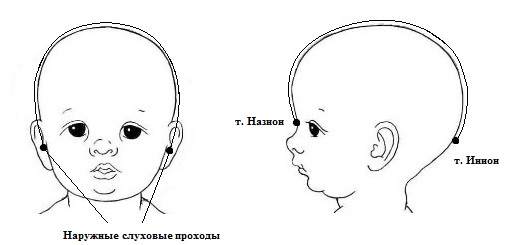 т. Назион
т. Инион
Наружные слуховые проходы